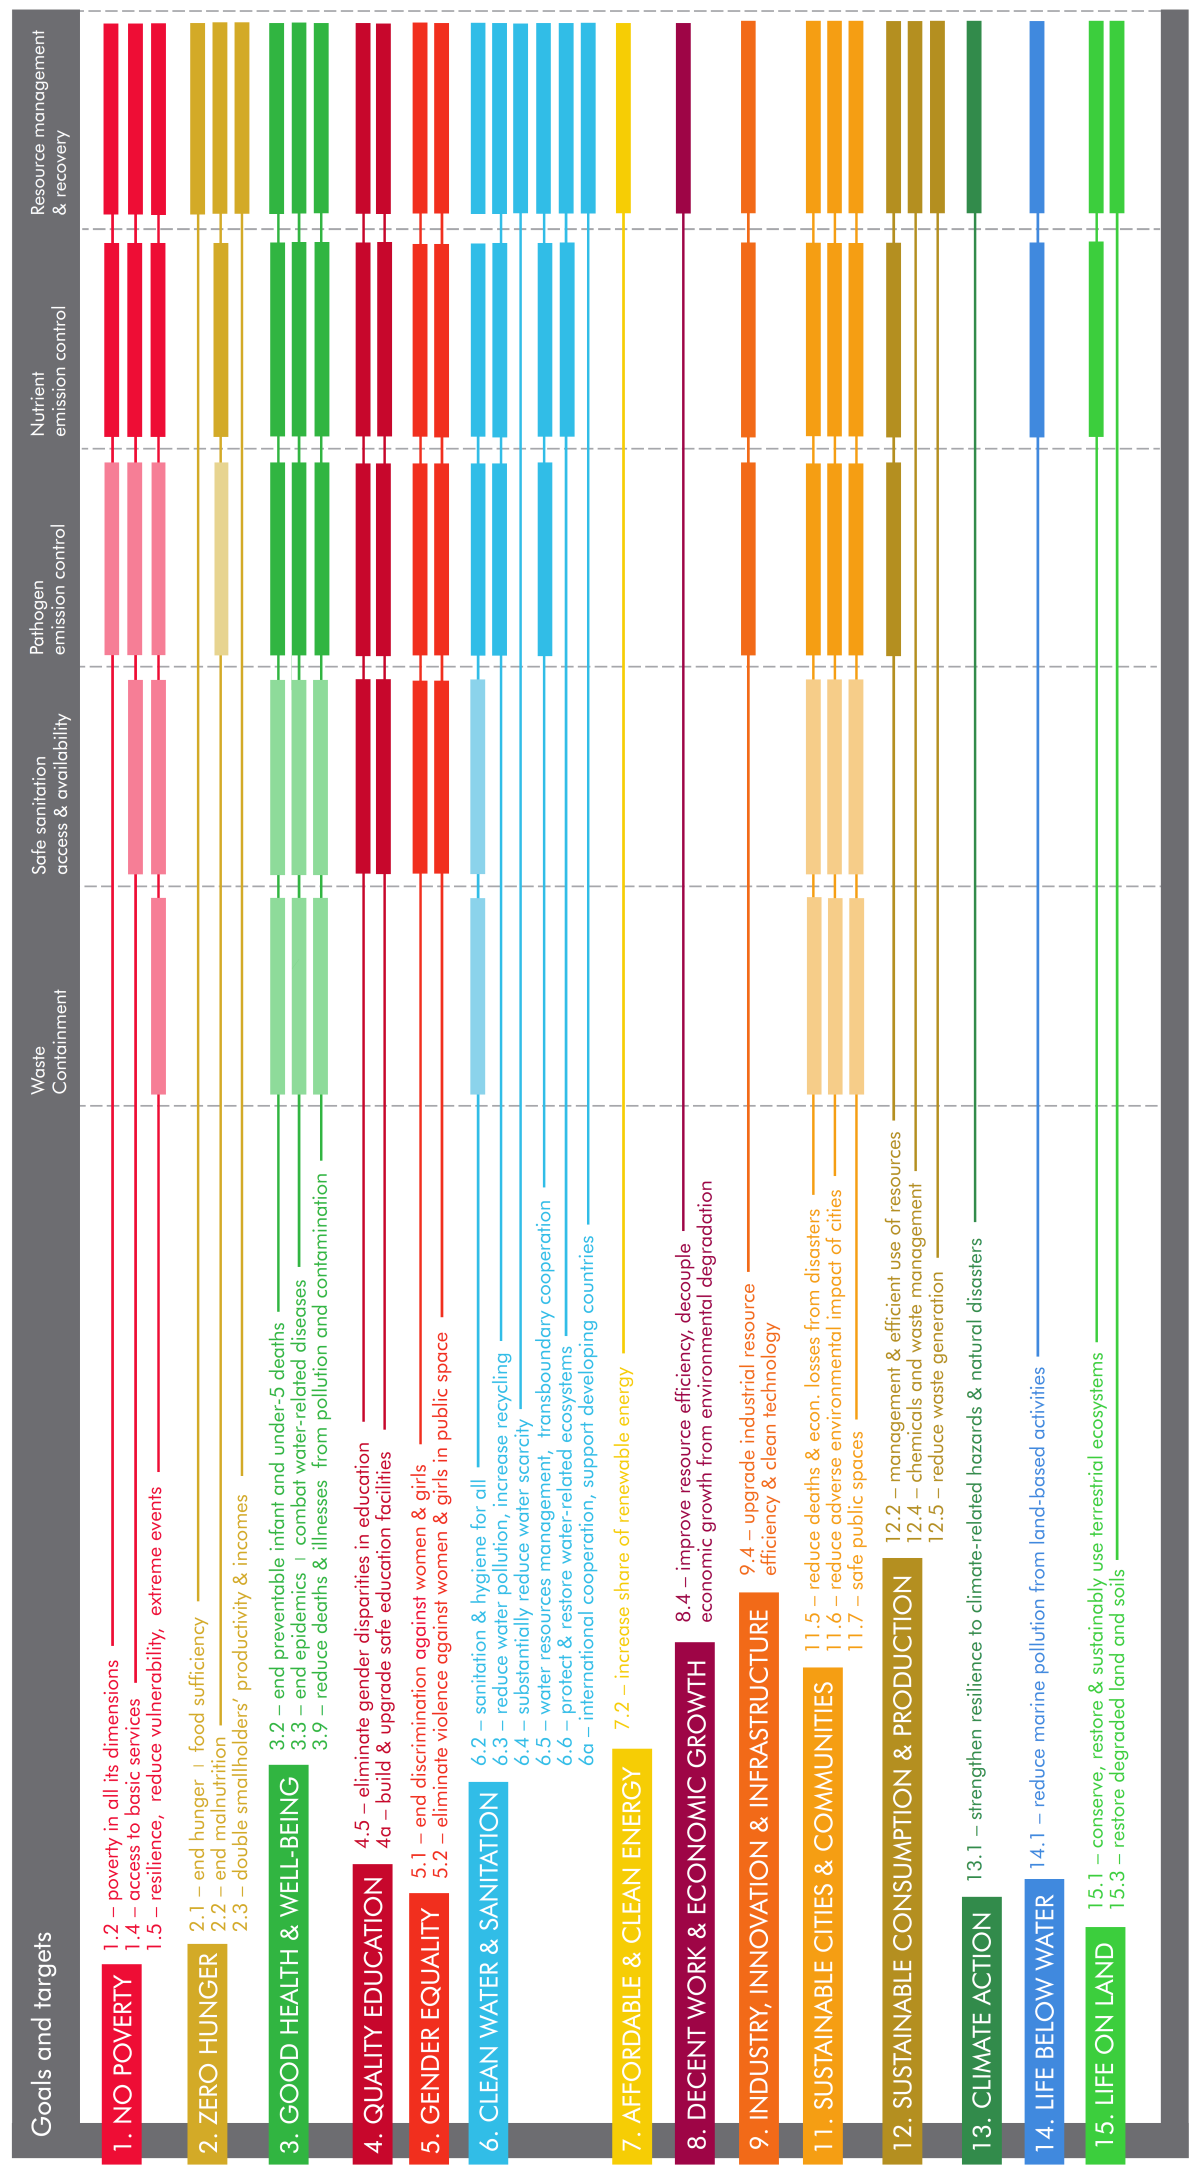 Goals and targets
Waste
Containment
Safe sanitation
access & availability
Pathogen
emission control
Nutrient
emission control
Resource management
& recovery
1. NO POVERTY
1.2 – poverty in all its dimensions
1.4 – access to basic services
1.5 – resilience, reduce vulnerability, extreme events
2. ZERO HUNGER
2.1 – end hunger | food sufficiency
2.2 – end malnutrition
2.3 – double smallholders’ productivity & incomes
3. GOOD HEALTH & WELL-BEING
3.2 – end preventable infant and under-5 deaths
3.3 – end epidemics | combat water-related diseases
3.9 – reduce deaths & illnesses from pollution and contamination
4. QUALITY EDUCATION
4.5 – eliminate gender disparities in education
4a – build & upgrade safe education facilities
5. GENDER EQUALITY
5.1 – end discrimination against women & girls
5.2 – eliminate violence against women & girls in public space
6. CLEAN WATER & SANITATION
6.2 – sanitation & hygiene for all
6.3 – reduce water pollution, increase recycling
6.4 – substantially reduce water scarcity
6.5 – water resources management, transboundary cooperation
6.6 – protect & restore water-related ecosystems
6a – international cooperation, support developing countries
7. AFFORDABLE & CLEAN ENERGY
7.2 – increase share of renewable energy
8. DECENT WORK & ECONOMIC GROWTH
8.4 – improve resource efficiency, decouple
economic growth from environmental degradation
9. INDUSTRY, INNOVATION & INFRASTRUCTURE
9.4 – upgrade industrial resource
efficiency & clean technology
11. SUSTAINABLE CITIES & COMMUNITIES
11.5 – reduce deaths & econ. losses from disasters
11.6 – reduce adverse environmental impact of cities
11.7 – safe public spaces
12. SUSTAINABLE CONSUMPTION & PRODUCTION
12.2 – management & efficient use of resources
12.4 – chemicals and waste management
12.5 – reduce waste generation
13. CLIMATE ACTION
13.1 – strengthen resilience to climate-related hazards & natural disasters
14. LIFE BELOW WATER
14.1 – reduce marine pollution from land-based activities
15. LIFE ON LAND
15.1 – conserve, restore & sustainably use terrestrial ecosystems
15.3 – restore degraded land and soils